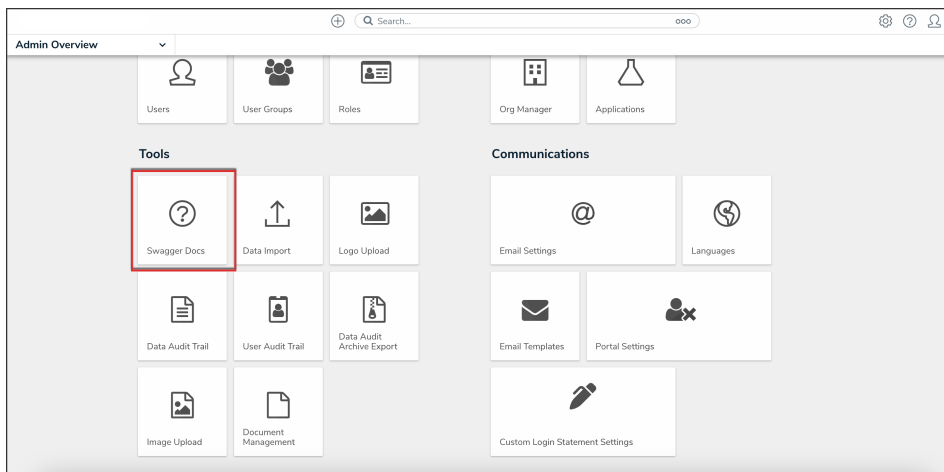 Search...
Admin Overview
Users
User Groups
Roles
Org Manager
Applications
Tools
Communications
Swagger Docs
Data Import
Logo Upload
Email Settings
Languages
Data Audit Trail
User Audit Trail
Data Audit
Archive Export
Email Templates
Portal Settings
Image Upload
Document
Management
Custom Login Statement Settings